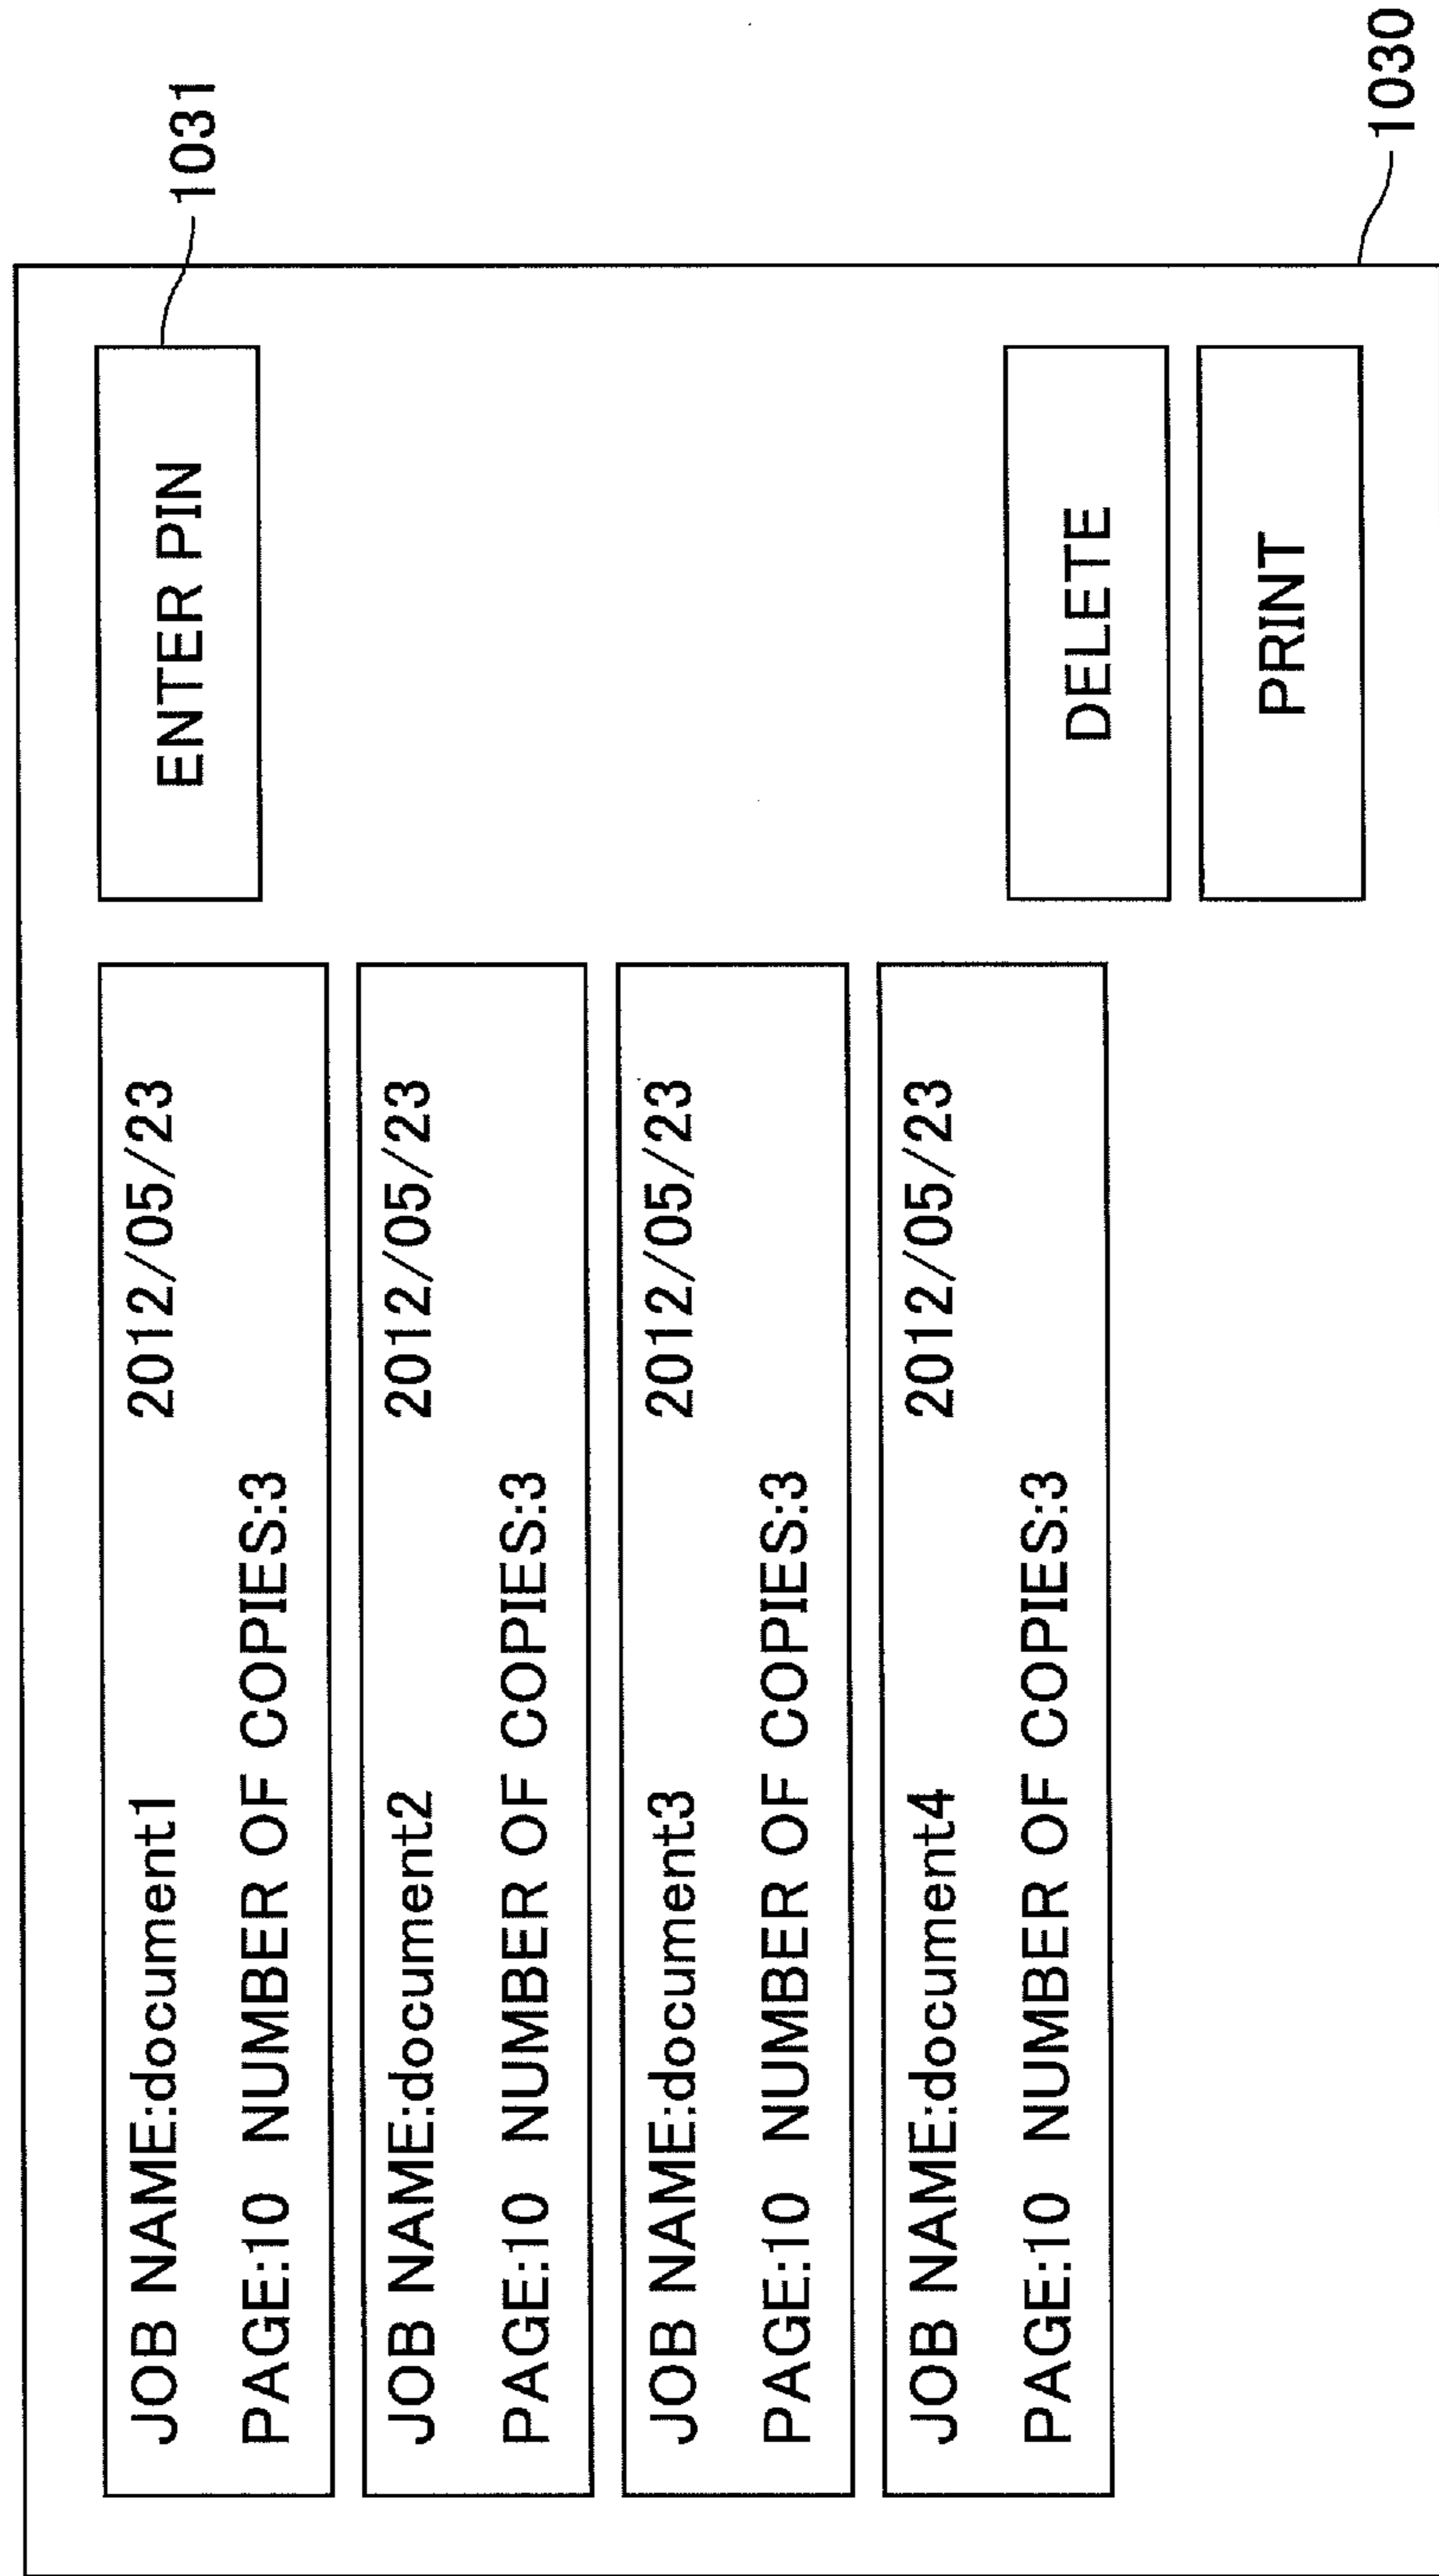 JOB NAME:document1 2012/05/23
PAGE:10 NUMBER OF COPIES:3
JOB NAME:document2 2012/05/23
PAGE:10 NUMBER OF COPIES:3
JOB NAME:document3 2012/05/23
PAGE:10 NUMBER OF COPIES:3
JOB NAME:document4 2012/05/23
PAGE:10 NUMBER OF COPIES:3
ENTER PIN
DELETE
PRINT
1031
1030